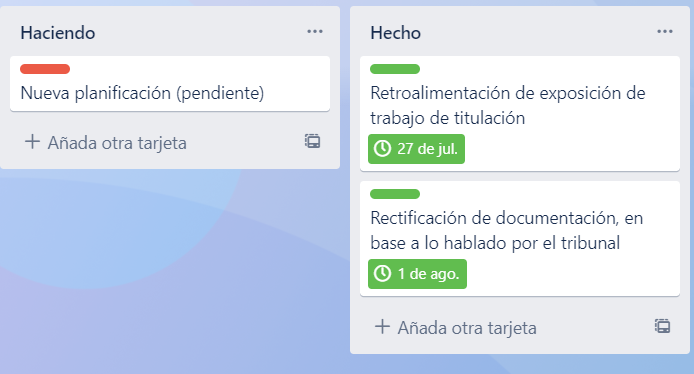 Haciendo
Nueva planificación (pendiente)
Añada otra tarjeta
Hecho
Retroalimentación de exposición de
trabajo de titulación
27 de jul.
Rectificación de documentación, en
base a lo hablado por el tribunal
1 de ago.
Añada otra tarjeta